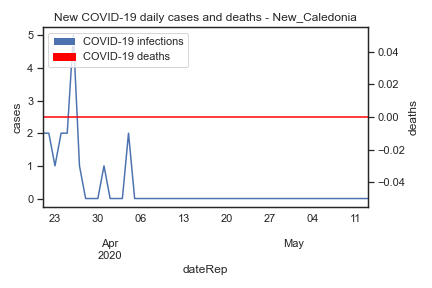 New COVID-19 daily cases and deaths - New_Caledonia
COVID-19 infections
COVID-19 deaths
cases
5
4
3
2
1
0
deaths
0.04
0.02
0.00
−0.02
−0.04
23 30 06 13 20 27 04 11
Apr May
2020
dateRep